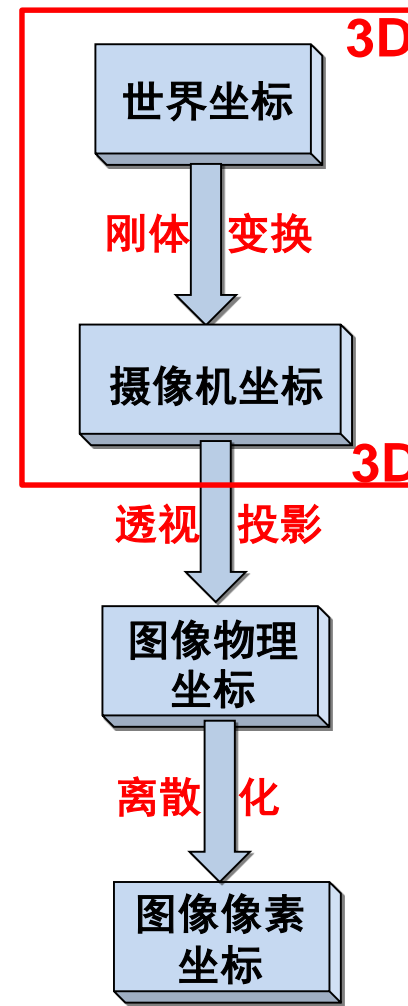 3D
世界坐标
刚体 变换
摄像机坐标
3D
透视 投影
图像物理
坐标
离散 化
图像像素
坐标